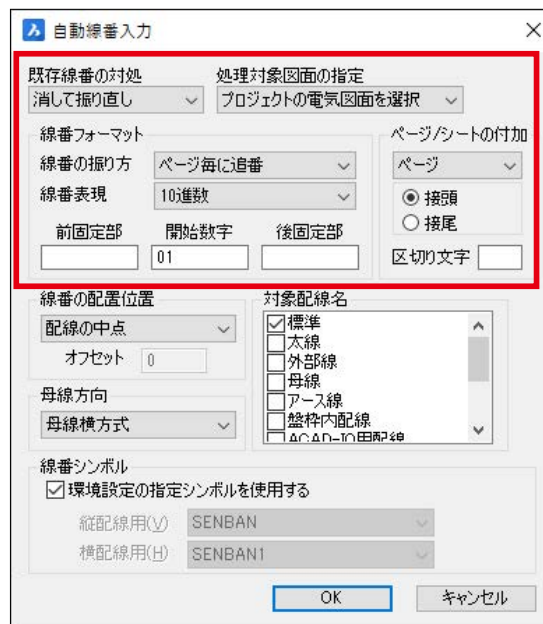 自動線番入力
既存線番の対処 処理対象図面の指定
消して振り直し プロジェクトの電気図面を選択
線番フォーマット ページ/シートの付加
線番の振り方 ページ毎に追番 ページ
線番表現 10進数 接頭
接尾
前固定部 開始数字 後固定部
01 区切り文字
線番の配置位置 対象配線名
配線の中点 標準
太線
オフセット 0 外部線
母線
母線方向 アース線
母線横方式 盤枠内配線
ACAD-IO用配線
線番シンボル
環境設定の指定シンボルを使用する
縦配線用(V) SENBAN
横配線用(H) SENBAN1
OK キャンセル